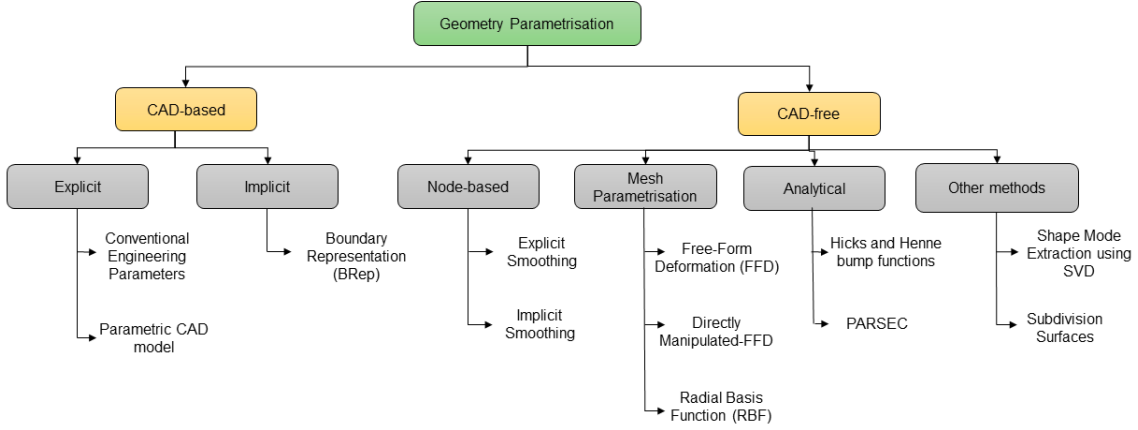 Geometry Parametrisation
CAD-based
CAD-free
Explicit
Implicit
Node-based
Mesh
Parametrisation
Analytical
Other methods
Conventional
Engineering
Parameters
Parametric CAD
model
Boundary
Representation
(BRep)
Explicit
Smoothing
Implicit
Smoothing
Free-Form
Deformation (FFD)
Directly
Manipulated-FFD
Radial Basis
Function (RBF)
Hicks and Henne
bump functions
PARSEC
Shape Mode
Extraction using
SVD
Subdivision
Surfaces